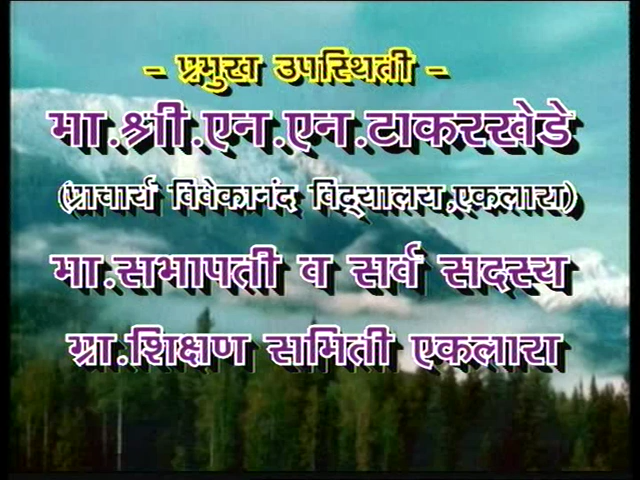 – प्रमुख उपस्थिती –
मा.श्री.एन.एन.टाकरखेडे
(प्राचार्य विवेकानंद विद्यालय,एकलारा)
मा.सभापती व सर्व सदस्य
ग्रा.शिक्षण समिती एकलारा